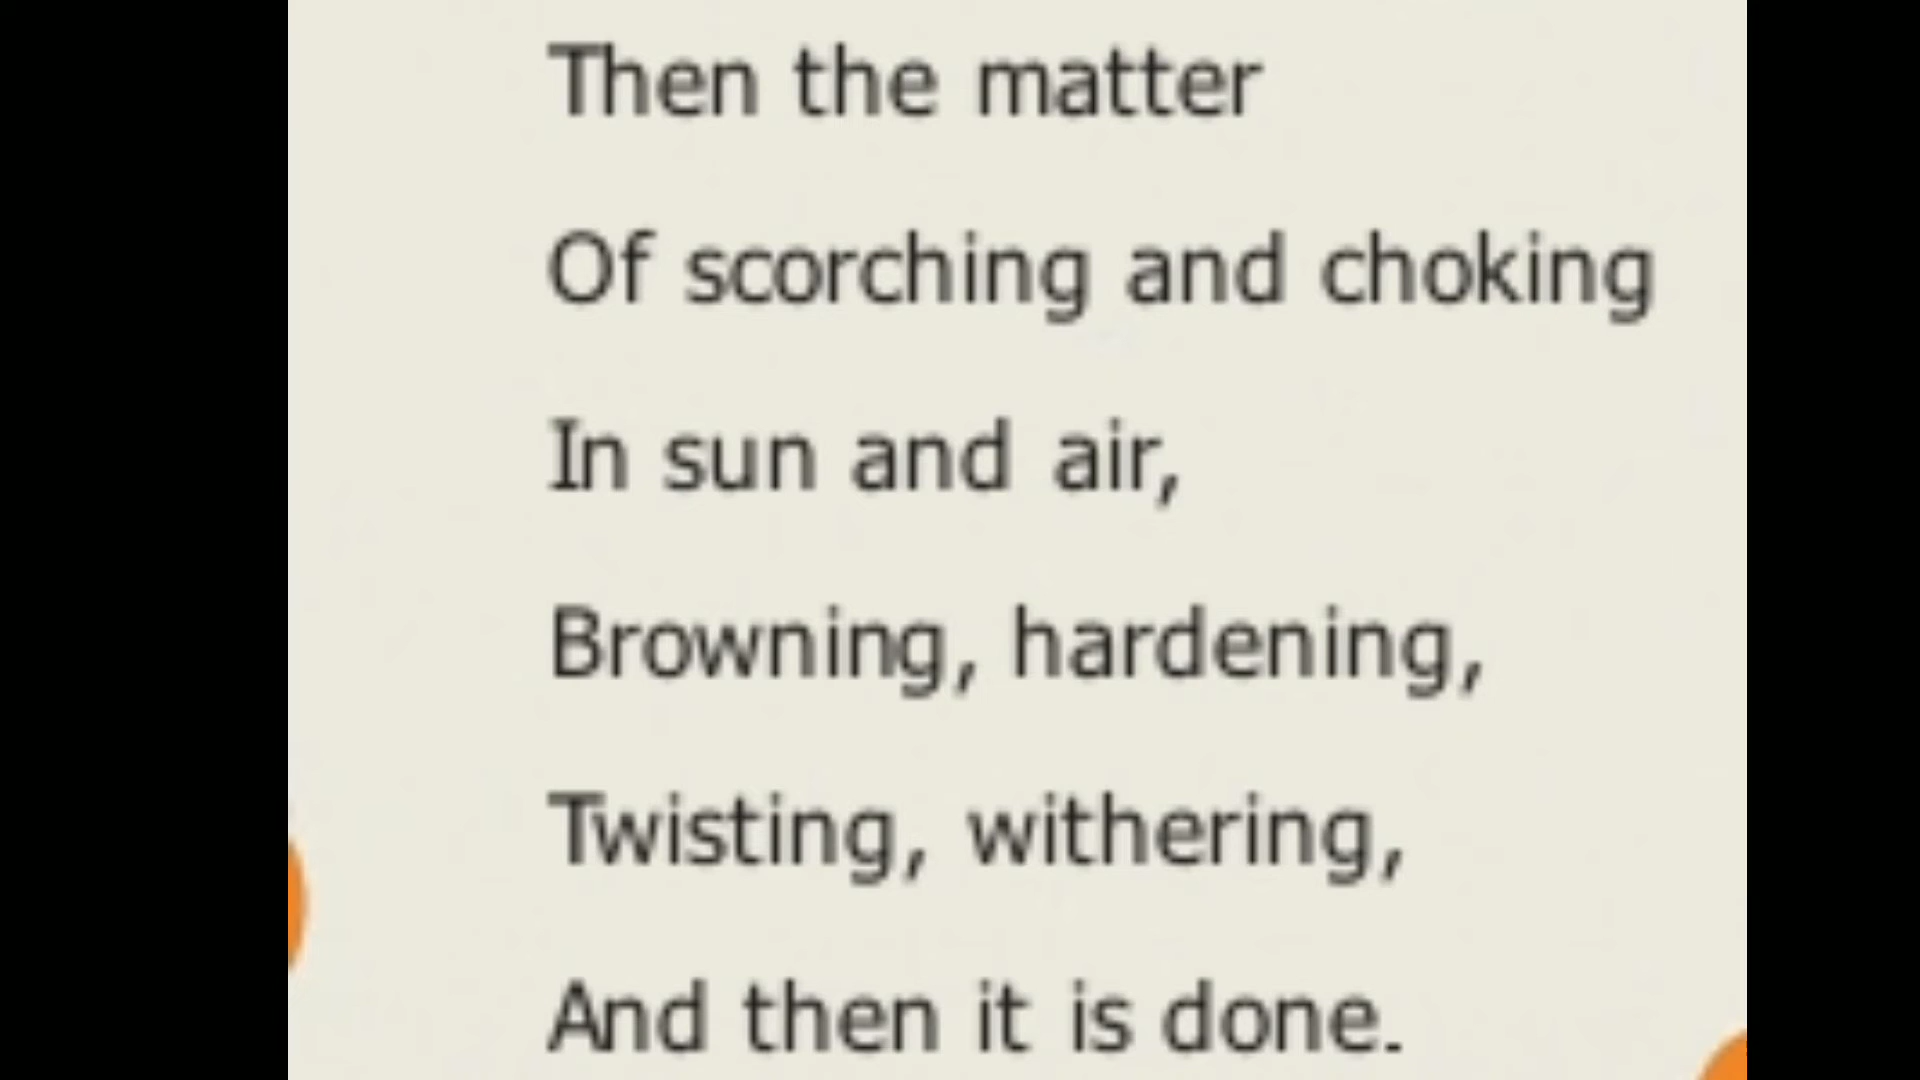 Then the matter
Of scorching and choking
In sun and air,
Browning, hardening,
Twisting, withering,
And then it is done.